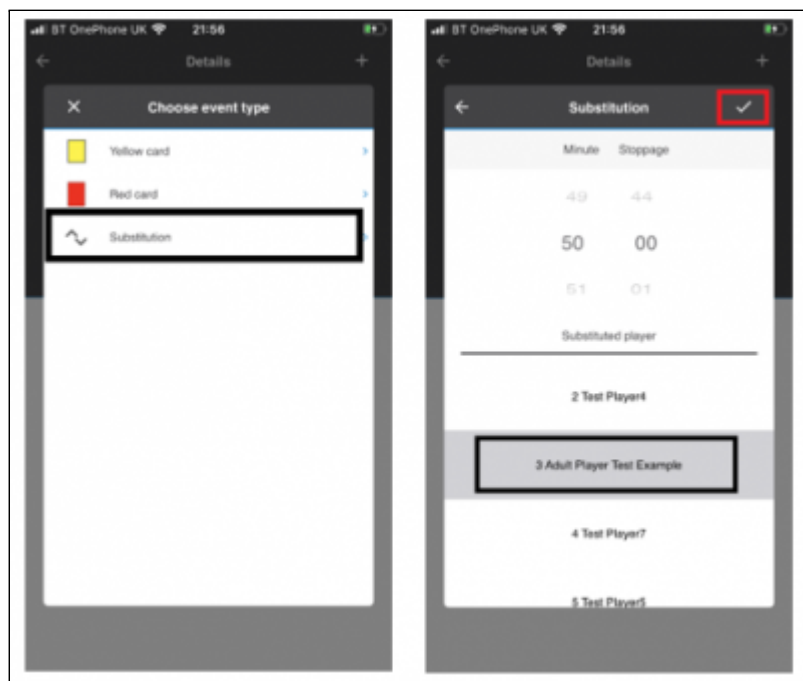 BT OnePhone UK 21:56
Details
Choose event type
Yellow card
Red card
Substitution
BT OnePhone UK 21:56
Details
Substitution
Minute Stoppage
49 44
50 00
51 01
Substituted player
2 Test Player4
3 Adult Player Test Example
4 Test Player7
5 Test Player5